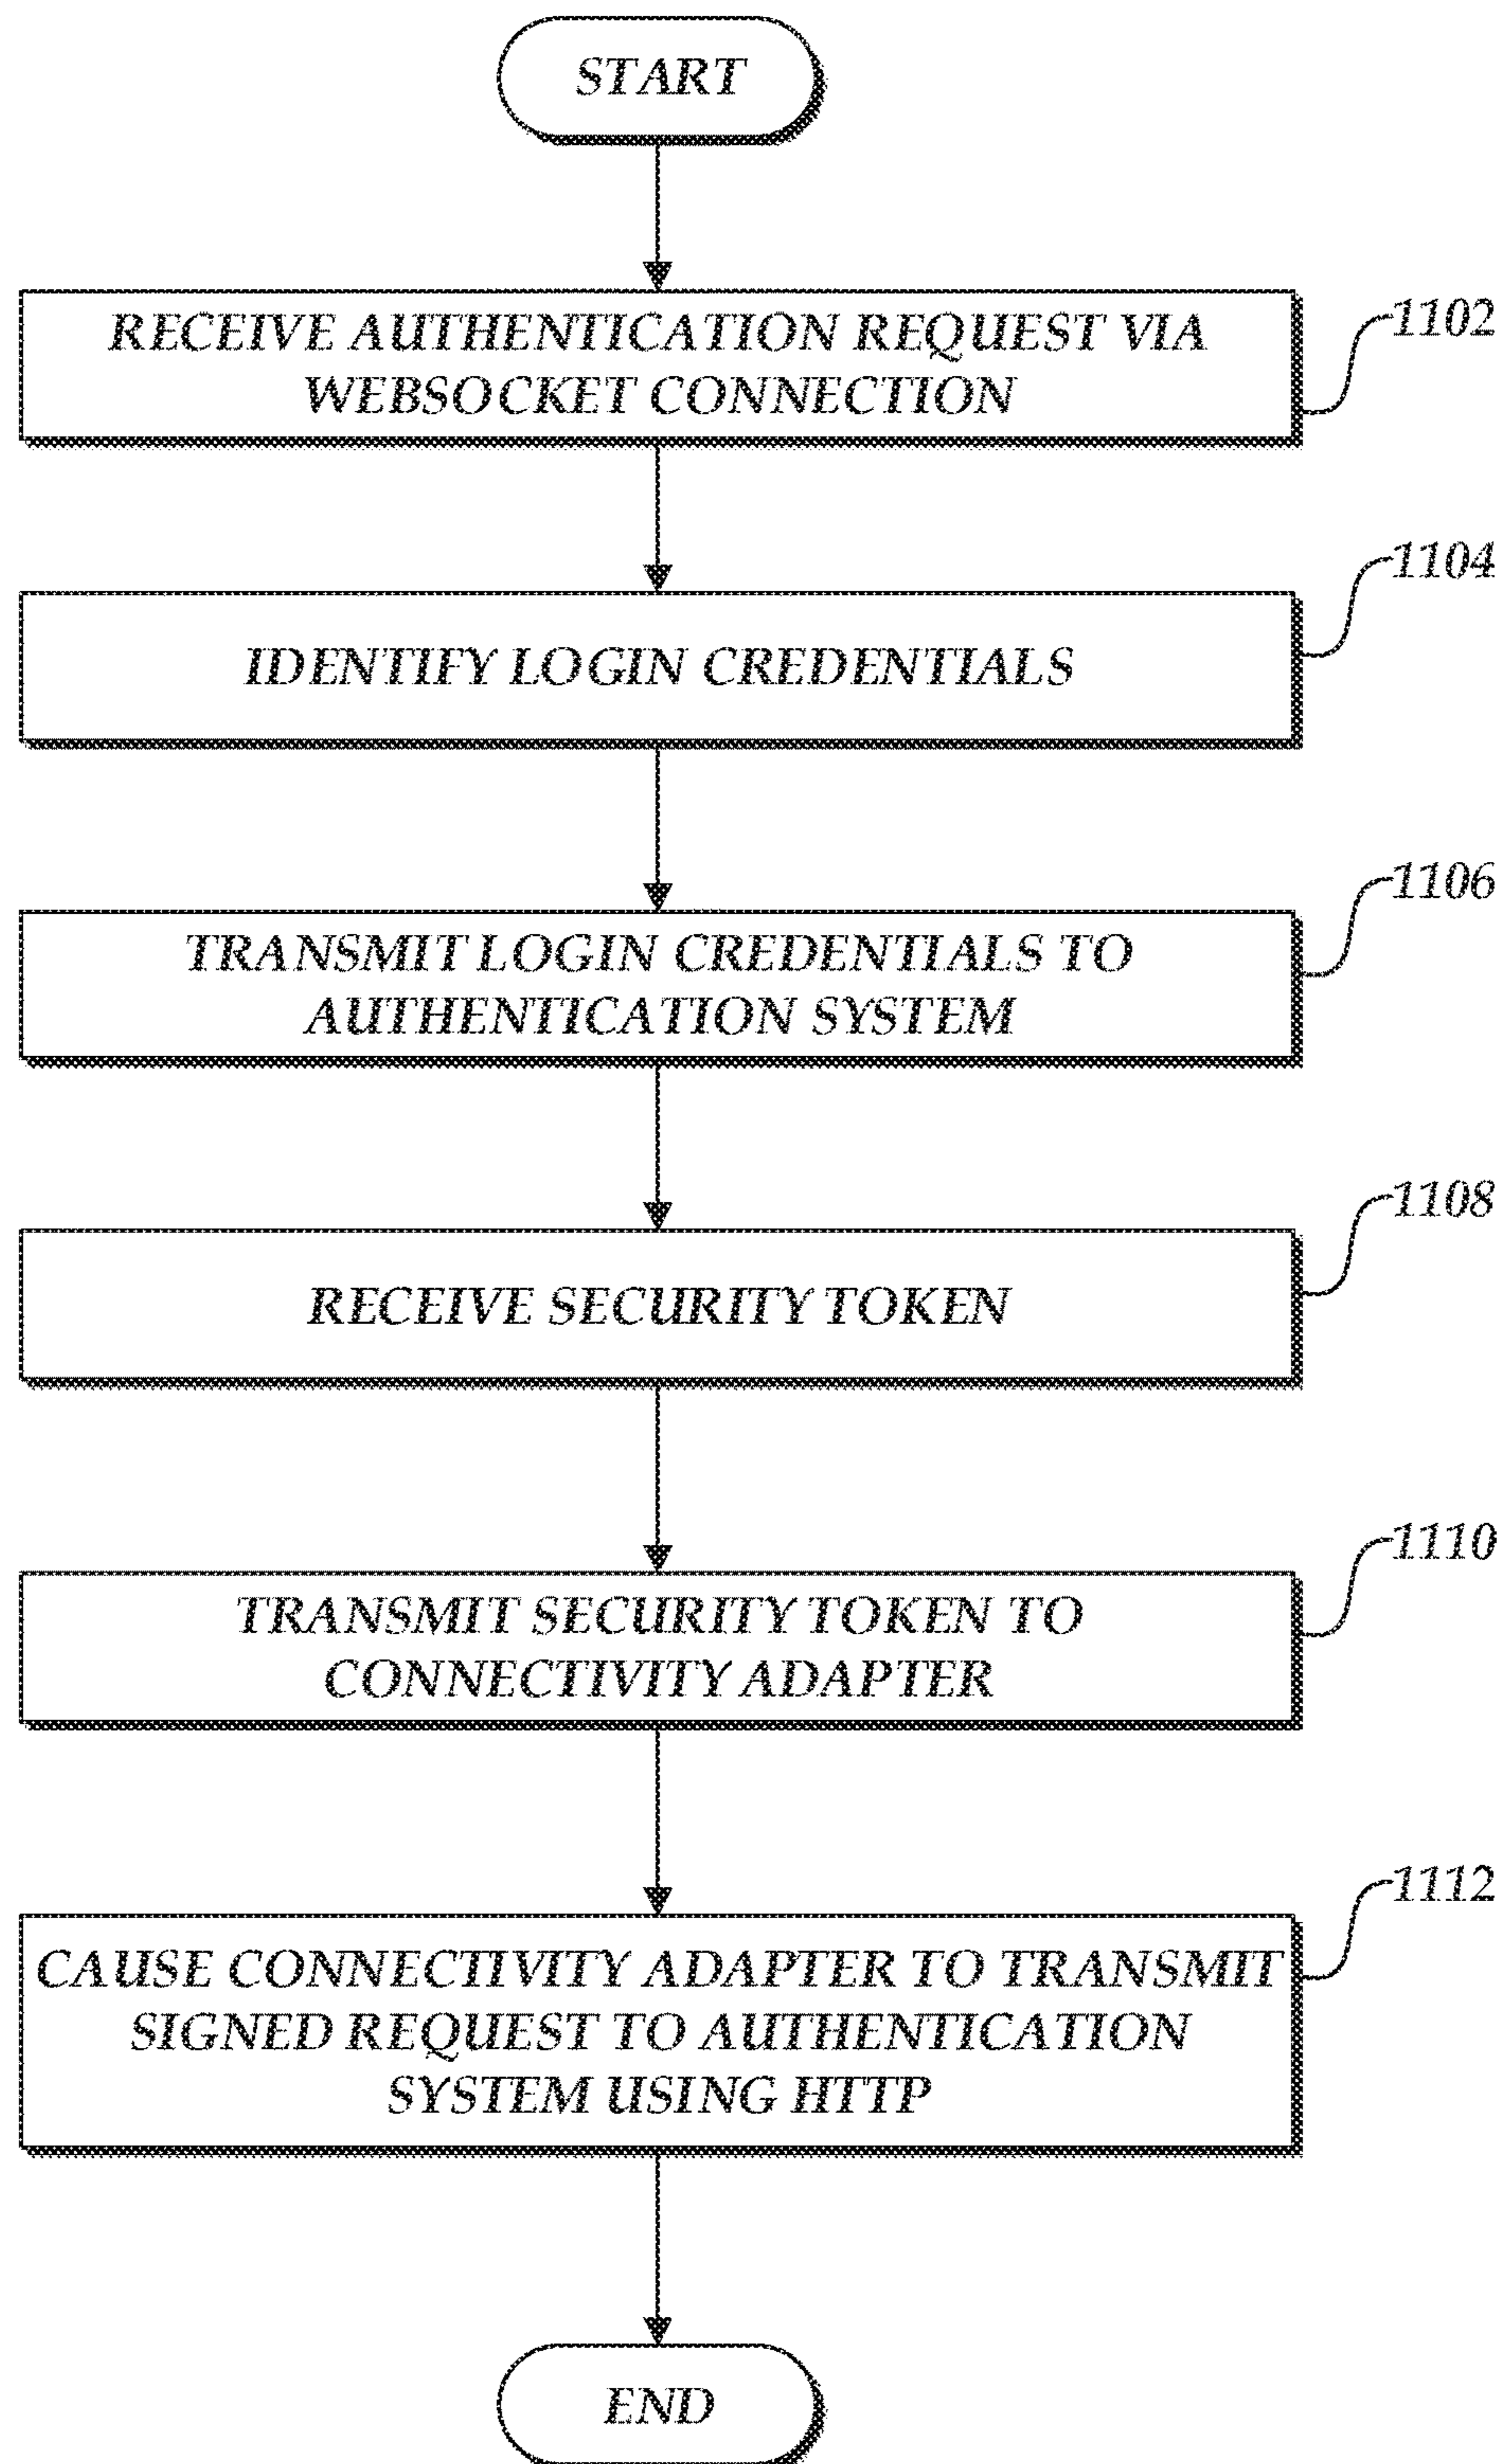 START
RECEIVE AUTHENTICATION REQUEST VIA
WEBSOCKET CONNECTION
1102
IDENTIFY LOGIN CREDENTIALS
1104
TRANSMIT LOGIN CREDENTIALS TO
AUTHENTICATION SYSTEM
1106
RECEIVE SECURITY TOKEN
1108
TRANSMIT SECURITY TOKEN TO
CONNECTIVITY ADAPTER
1110
CAUSE CONNECTIVITY ADAPTER TO TRANSMIT
SIGNED REQUEST TO AUTHENTICATION
SYSTEM USING HTTP
1112
END